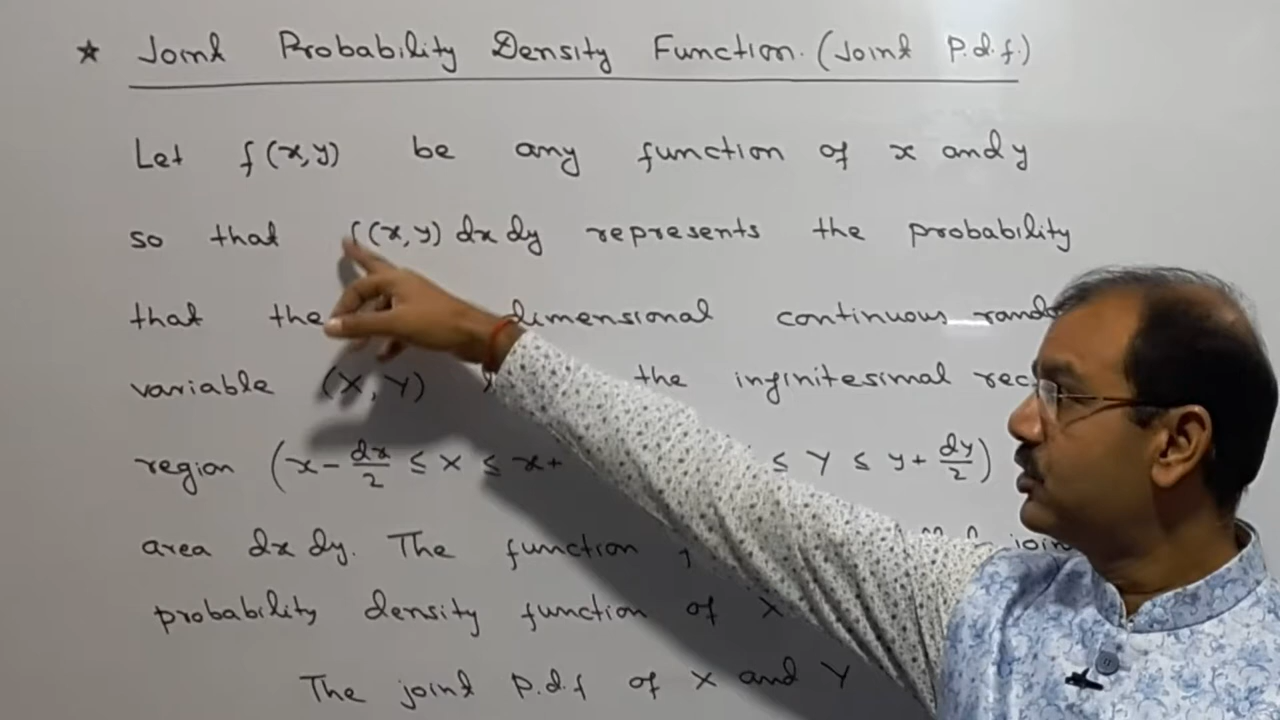 ★ Joint Probability Density Function. (Joint p.d.f.)
Let f(x,y) be any function of x and y
so that f(x,y) dx dy represents the probability
that the dimensional continuous
variable (X, Y) the infinitesimal
region (x - dx/2 ≤ X ≤ x + ≤ Y ≤ y + dy/2)
area dx dy. The function
probability density function of X
The joint p.d.f of X and Y